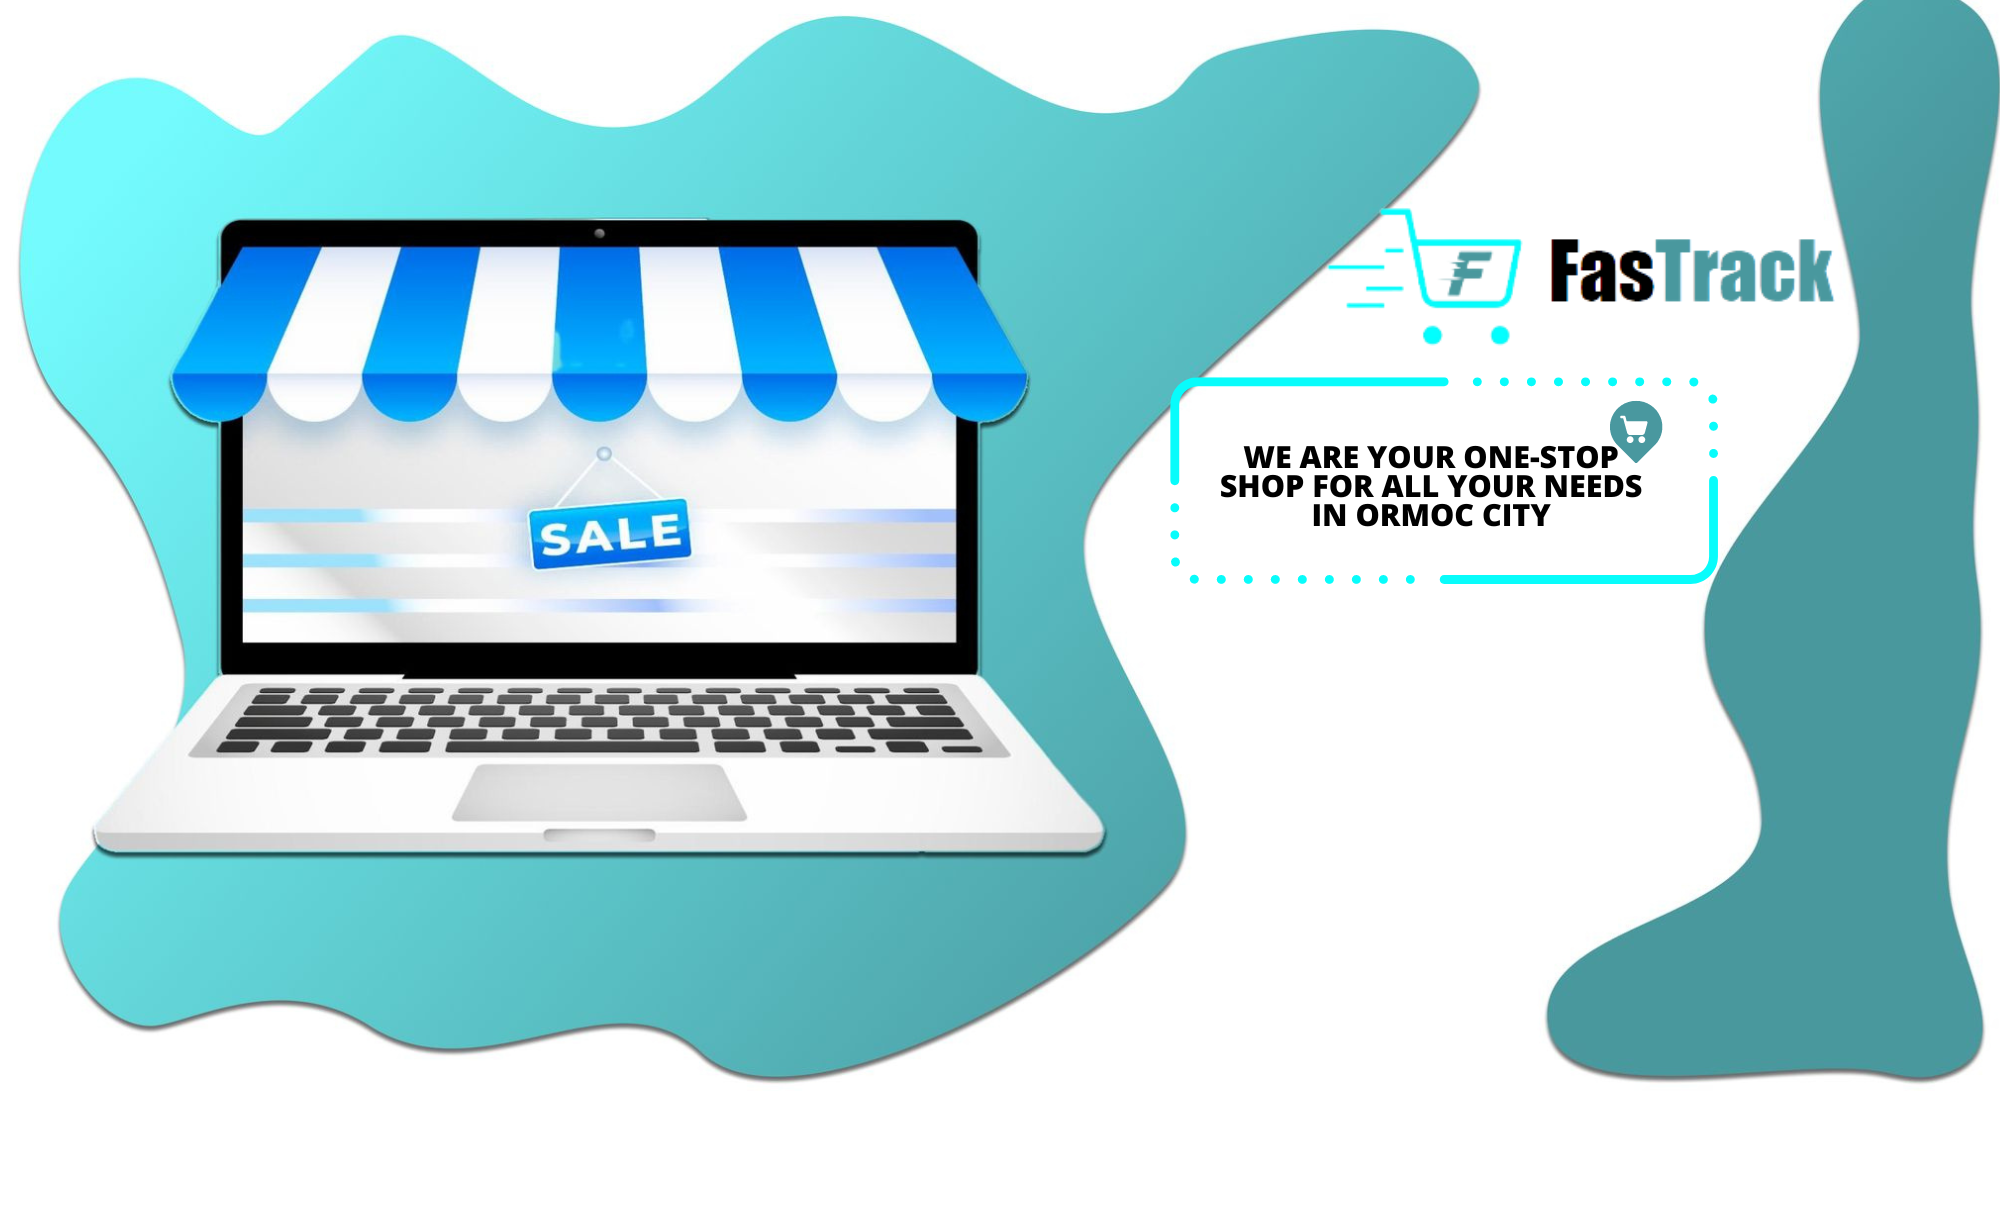 F FasTrack
WE ARE YOUR ONE-STOP
SHOP FOR ALL YOUR NEEDS
IN ORMOC CITY
SALE